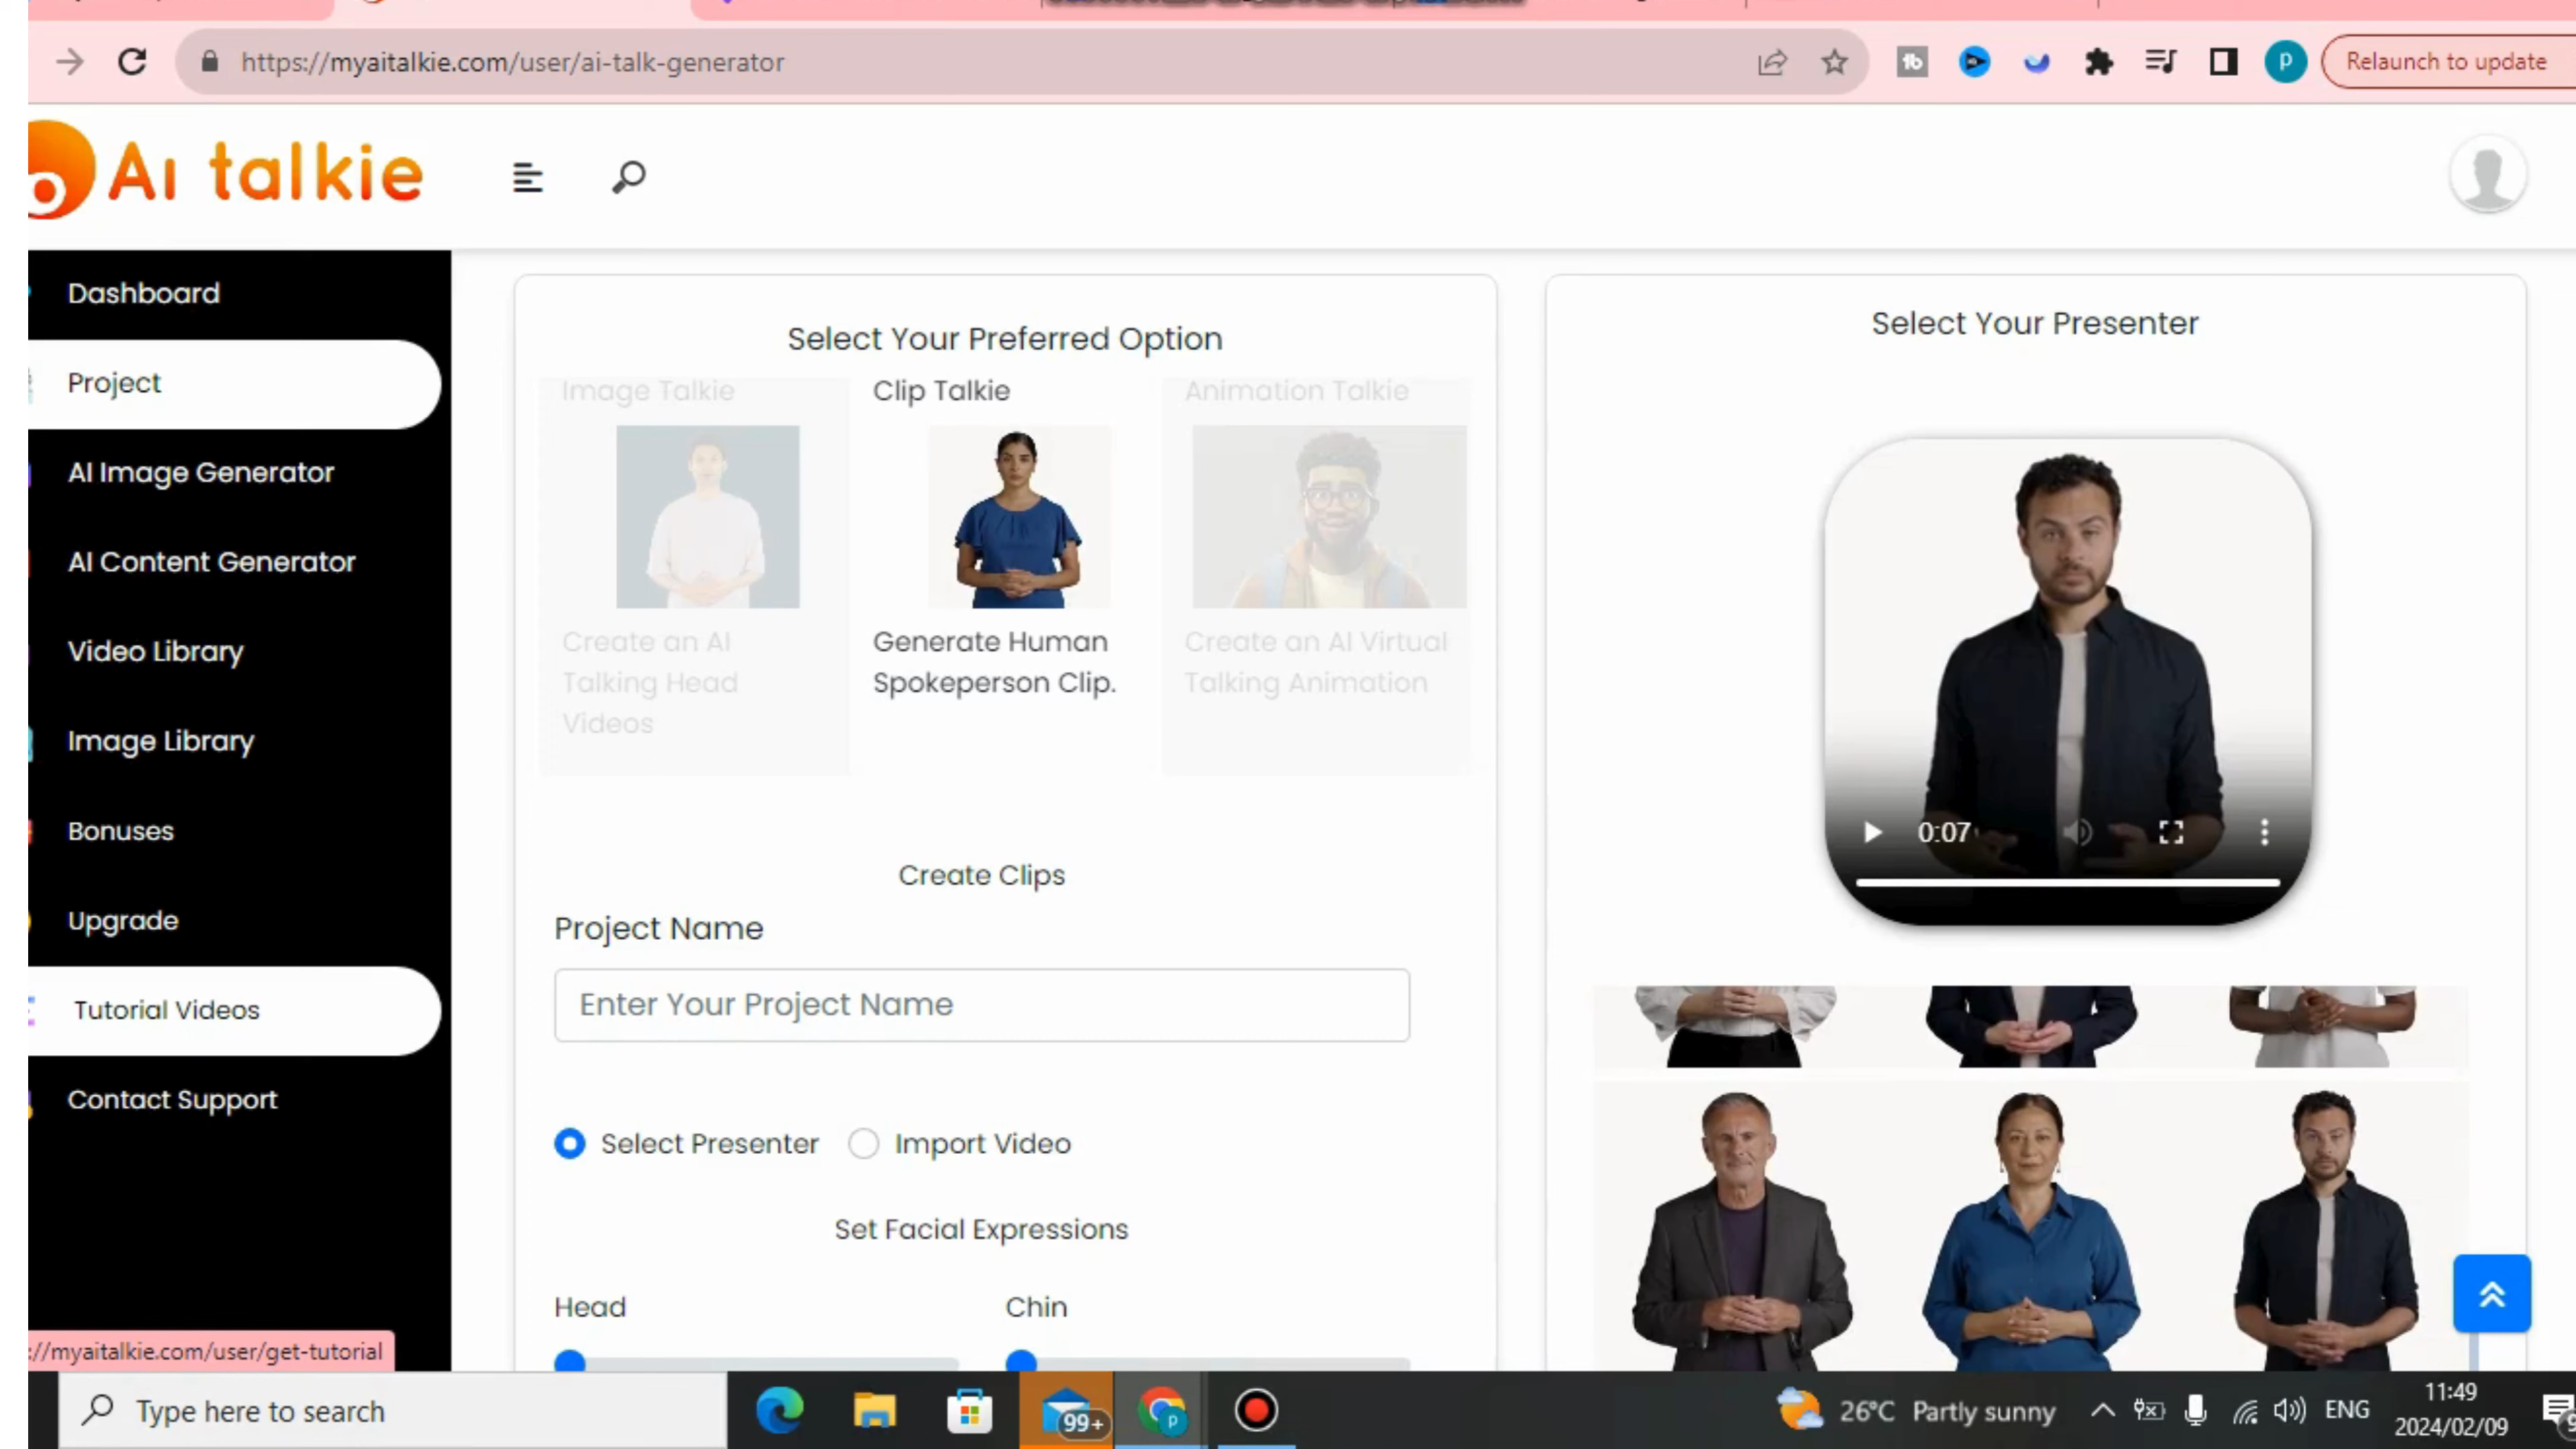 https://myaitalkie.com/user/ai-talk-generator
Relaunch to update
Ai talkie
Dashboard
Project
AI Image Generator
AI Content Generator
Video Library
Image Library
Bonuses
Upgrade
Tutorial Videos
Contact Support
Select Your Preferred Option
Image Talkie
Clip Talkie
Animation Talkie
Create an AI
Talking Head
Videos
Generate Human
Spokeperson Clip.
Create an AI Virtual
Talking Animation
Create Clips
Project Name
Enter Your Project Name
Select Presenter
Import Video
Set Facial Expressions
Head
Chin
Select Your Presenter
0:07
://myaitalkie.com/user/get-tutorial
Type here to search
99+
p
26°C Partly sunny
ENG
11:49
2024/02/09